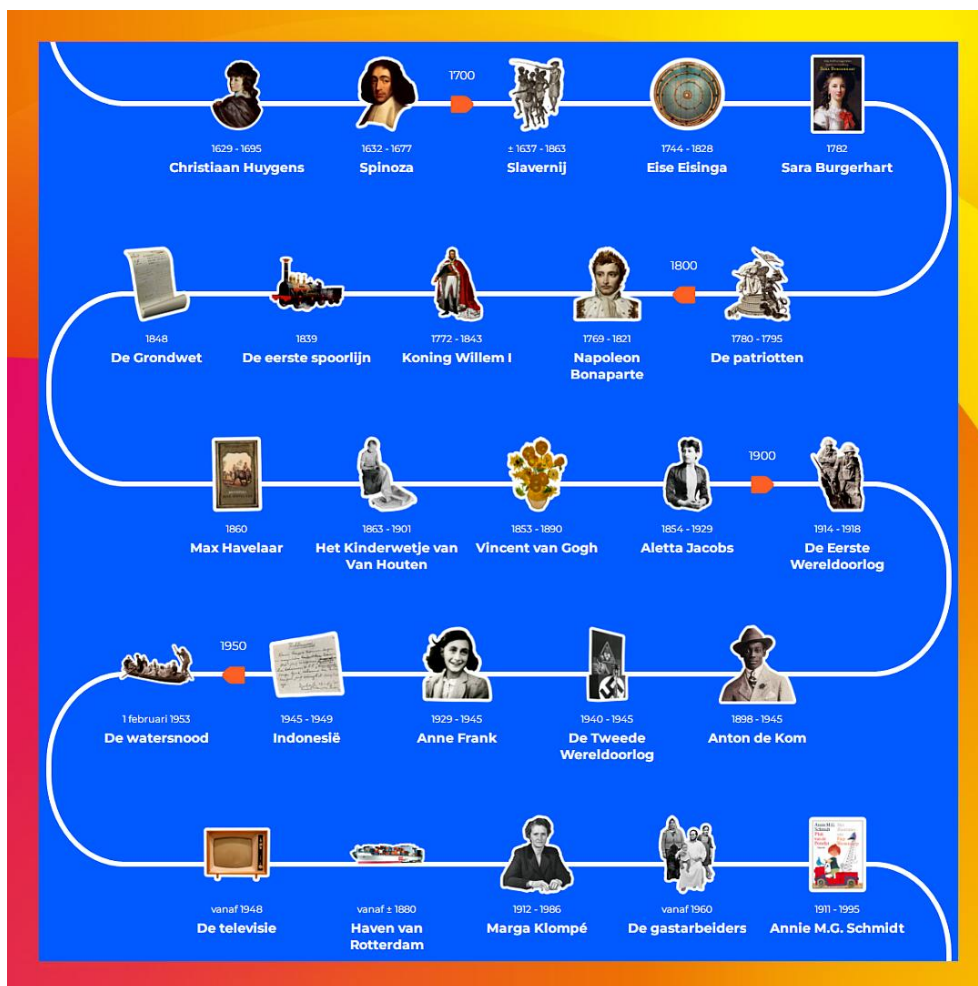 1700
1629 - 1695
Christiaan Huygens
1632 - 1677
Spinoza
± 1637 - 1863
Slavernij
1744 - 1828
Eise Eisinga
1782
Sara Burgerhart
1800
1848
De Grondwet
1839
De eerste spoorlijn
1772 - 1843
Koning Willem I
1769 - 1821
Napoleon
Bonaparte
1780 - 1795
De patriotten
1900
1860
Max Havelaar
1863 - 1901
Het Kinderwetje van
Van Houten
1853 - 1890
Vincent van Gogh
1854 - 1929
Aletta Jacobs
1914 - 1918
De Eerste
Wereldoorlog
1950
1 februari 1953
De watersnood
1945 - 1949
Indonesië
1929 - 1945
Anne Frank
1940 - 1945
De Tweede
Wereldoorlog
1898 - 1945
Anton de Kom
vanaf 1948
De televisie
vanaf ± 1880
Haven van
Rotterdam
1912 - 1986
Marga Klompé
vanaf 1960
De gastarbeiders
Annie M.G.
Schmidt
1911 - 1995
Annie M.G. Schmidt